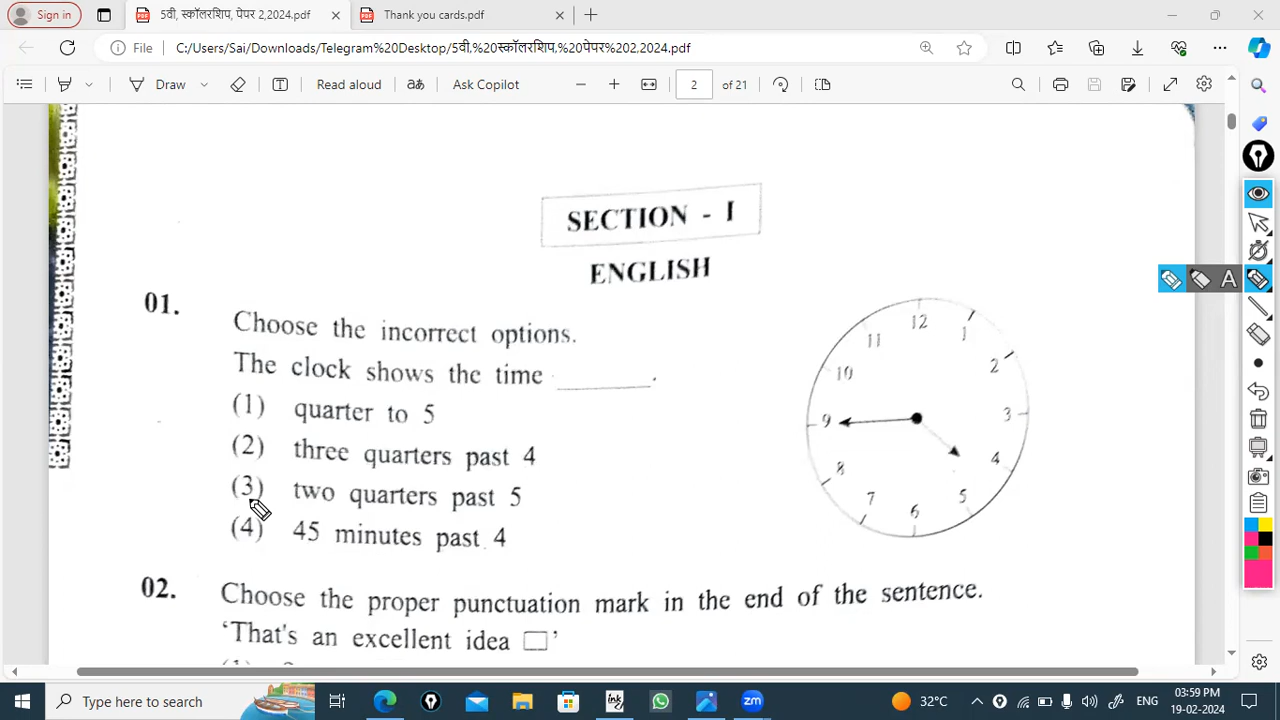 Sign in
5वी, स्कॉलरशिप, पेपर 2,2024.pdf
Thank you cards.pdf
File
C:/Users/Sai/Downloads/Telegram%20Desktop/5वी,%20स्कॉलरशिप,%20पेपर%202,2024.pdf
Draw
Read aloud
aあ
Ask Copilot
2
of 21
SECTION - I
ENGLISH
01.
Choose the incorrect options.
The clock shows the time ________.
(1) quarter to 5
(2) three quarters past 4
(3) two quarters past 5
(4) 45 minutes past 4
12
1
2
3
4
5
6
7
8
9
10
11
02.
Choose the proper punctuation mark in the end of the sentence.
'That's an excellent idea □'
A
Type here to search
ink
zm
32°C
ENG
03:59 PM
19-02-2024